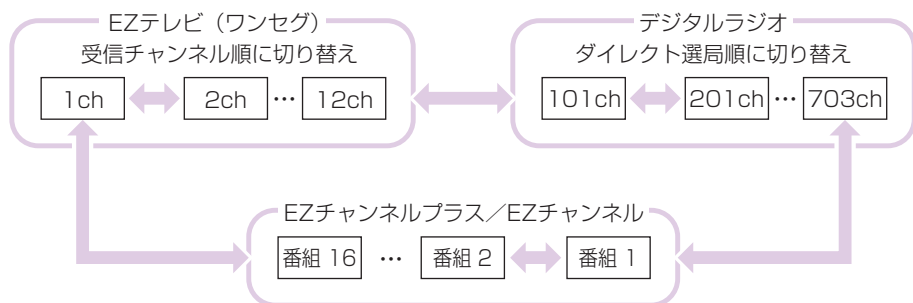 EZテレビ（ワンセグ）
受信チャンネル順に切り替え
1ch 2ch … 12ch
デジタルラジオ
ダイレクト選局順に切り替え
101ch 201ch … 703ch
EZチャンネルプラス／EZチャンネル
番組 16 … 番組 2 番組 1